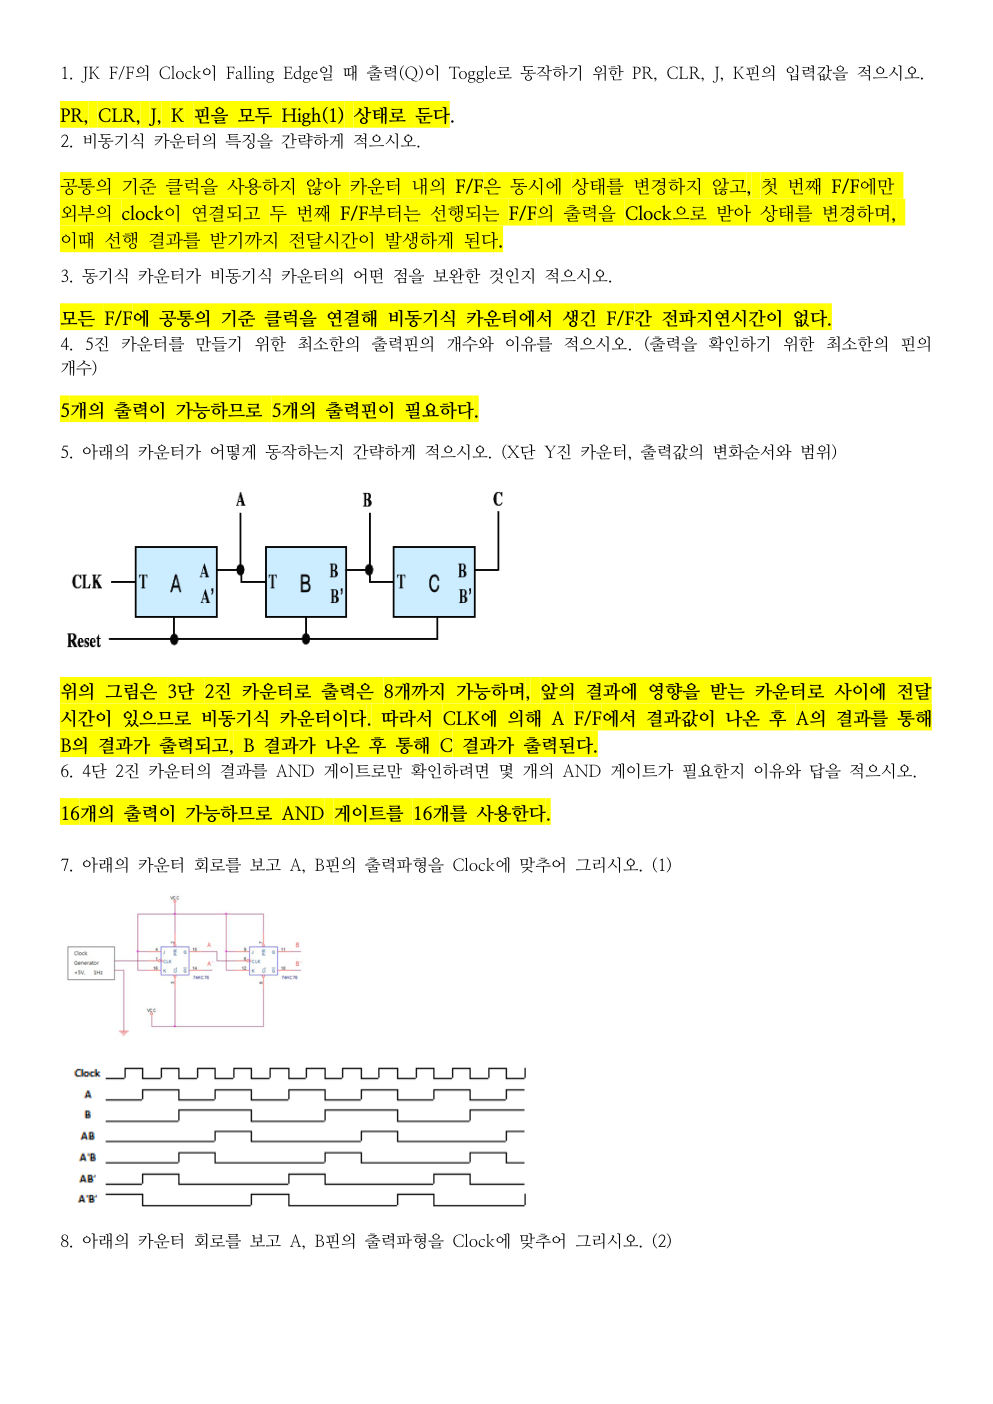 1. JK F/F의 Clock이 Falling Edge일 때 출력(Q)이 Toggle로 동작하기 위한 PR, CLR, J, K핀의 입력값을 적으시오.
PR, CLR, J, K 핀을 모두 High(1) 상태로 둔다.
2. 비동기식 카운터의 특징을 간략하게 적으시오.
공통의 기준 클럭을 사용하지 않아 카운터 내의 F/F은 동시에 상태를 변경하지 않고, 첫 번째 F/F에만
외부의 clock이 연결되고 두 번째 F/F부터는 선행되는 F/F의 출력을 Clock으로 받아 상태를 변경하며,
이때 선행 결과를 받기까지 전달시간이 발생하게 된다.
3. 동기식 카운터가 비동기식 카운터의 어떤 점을 보완한 것인지 적으시오.
모든 F/F에 공통의 기준 클럭을 연결해 비동기식 카운터에서 생긴 F/F간 전파지연시간이 없다.
4. 5진 카운터를 만들기 위한 최소한의 출력핀의 개수와 이유를 적으시오. (출력을 확인하기 위한 최소한의 핀의
개수)
5개의 출력이 가능하므로 5개의 출력핀이 필요하다.
5. 아래의 카운터가 어떻게 동작하는지 간략하게 적으시오. (X단 Y진 카운터, 출력값의 변화순서와 범위)
A B C
CLK T A A A' T B B B' T C B B'
Reset
위의 그림은 3단 2진 카운터로 출력은 8개까지 가능하며, 앞의 결과에 영향을 받는 카운터로 사이에 전달
시간이 있으므로 비동기식 카운터이다. 따라서 CLK에 의해 A F/F에서 결과값이 나온 후 A의 결과를 통해
B의 결과가 출력되고, B 결과가 나온 후 통해 C 결과가 출력된다.
6. 4단 2진 카운터의 결과를 AND 게이트로만 확인하려면 몇 개의 AND 게이트가 필요한지 이유와 답을 적으시오.
16개의 출력이 가능하므로 AND 게이트를 16개를 사용한다.
7. 아래의 카운터 회로를 보고 A, B핀의 출력파형을 Clock에 맞추어 그리시오. (1)
VCC
Clock
Generator
+5V, 1Hz
J CLK K A A' 74HC76
J CLK K B B' 74HC76
VCC
Clock
A
B
AB
A'B
AB'
A'B'
8. 아래의 카운터 회로를 보고 A, B핀의 출력파형을 Clock에 맞추어 그리시오. (2)